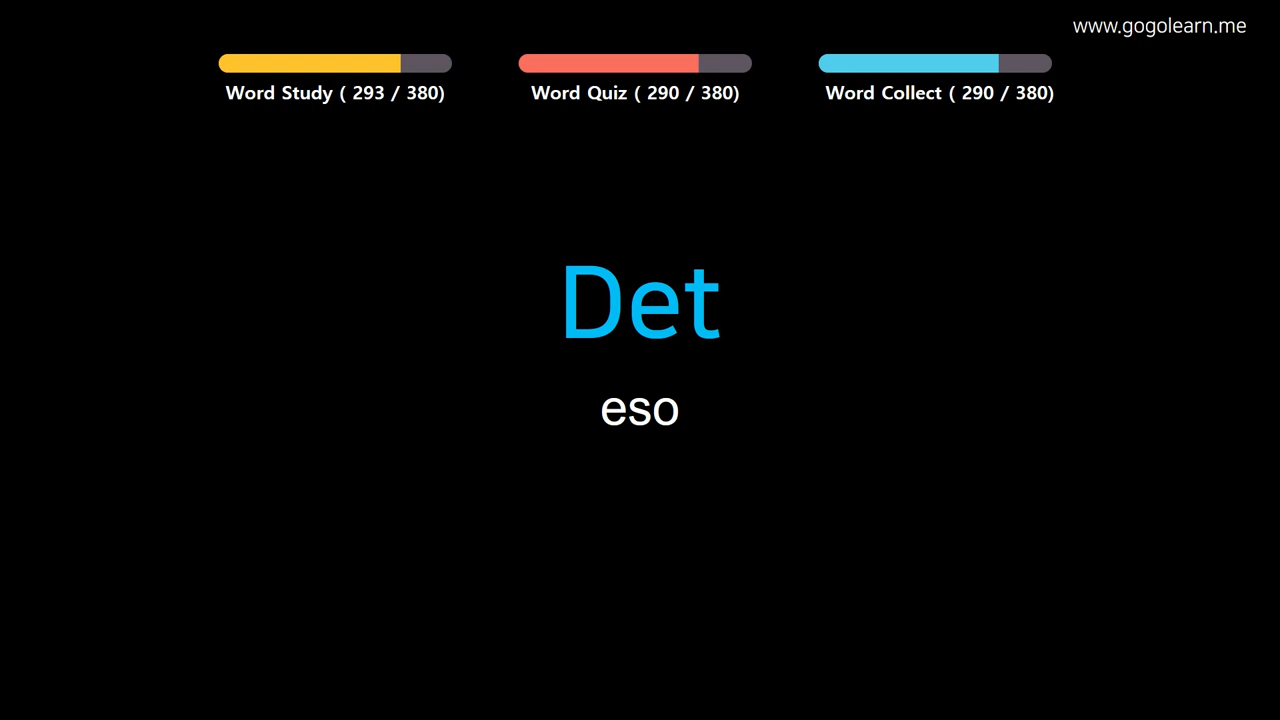 www.gogolearn.me
Word Study ( 293 / 380)
Word Quiz ( 290 / 380)
Word Collect ( 290 / 380)
Det
eso